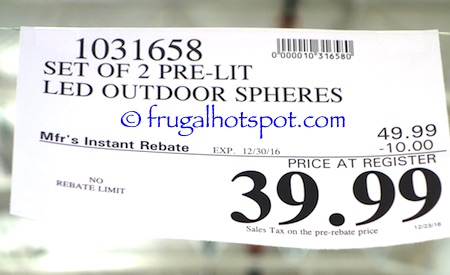 1031658
0000010316580
SET OF 2 PRE-LIT
LED OUTDOOR SPHERES
© frugalhotspot.com
49.99
Mfr's Instant Rebate EXP. 12/30/16 -10.00
PRICE AT REGISTER
NO
REBATE LIMIT
39.99
Sales Tax on the pre-rebate price
12/23/16